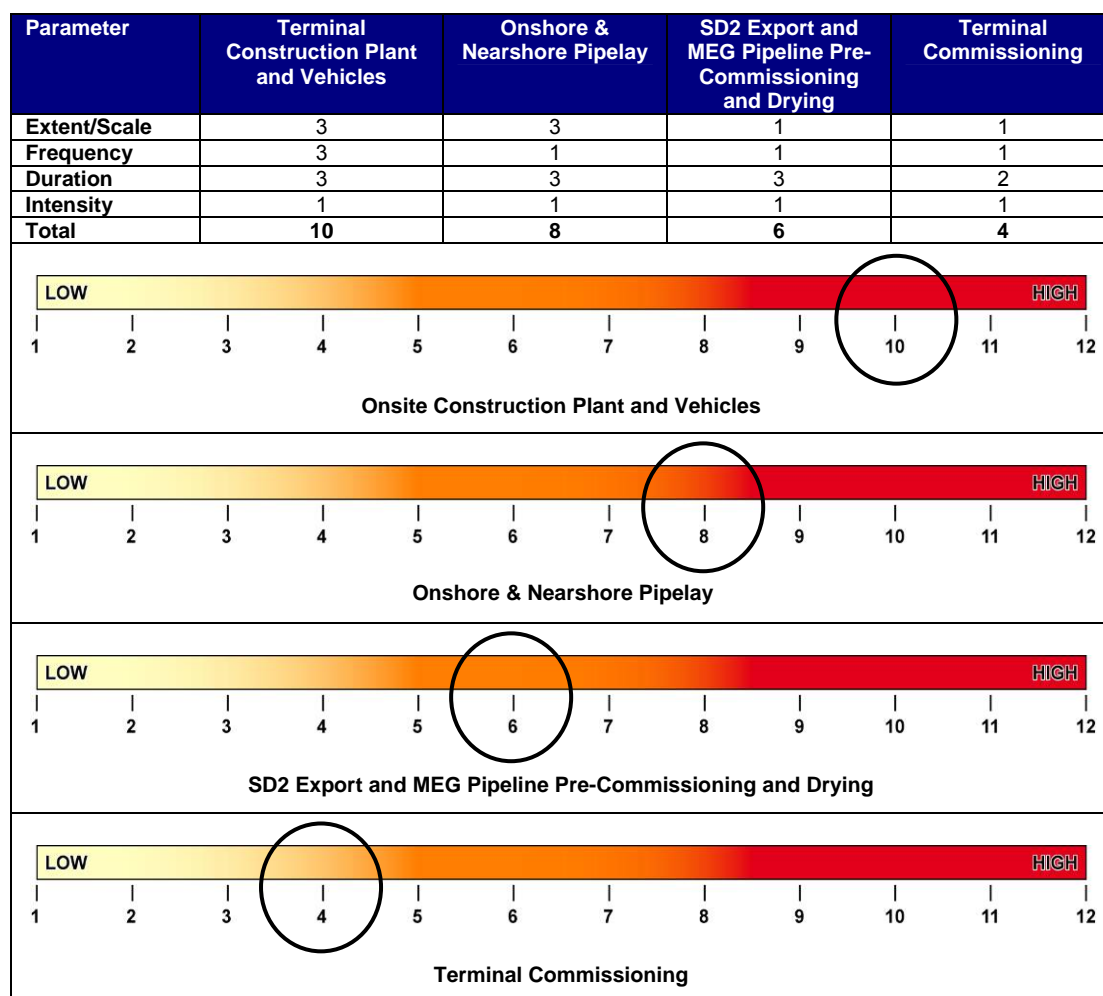 Parameter
Terminal
Construction Plant
and Vehicles
Onshore &
Nearshore Pipelay
SD2 Export and
MEG Pipeline Pre-
Commissioning
and Drying
Terminal
Commissioning
Extent/Scale 3 3 1 1
Frequency 3 1 1 1
Duration 3 3 3 2
Intensity 1 1 1 1
Total 10 8 6 4
LOW HIGH
1 2 3 4 5 6 7 8 9 10 11 12
Onsite Construction Plant and Vehicles
LOW HIGH
1 2 3 4 5 6 7 8 9 10 11 12
Onshore & Nearshore Pipelay
LOW HIGH
1 2 3 4 5 6 7 8 9 10 11 12
SD2 Export and MEG Pipeline Pre-Commissioning and Drying
LOW HIGH
1 2 3 4 5 6 7 8 9 10 11 12
Terminal Commissioning